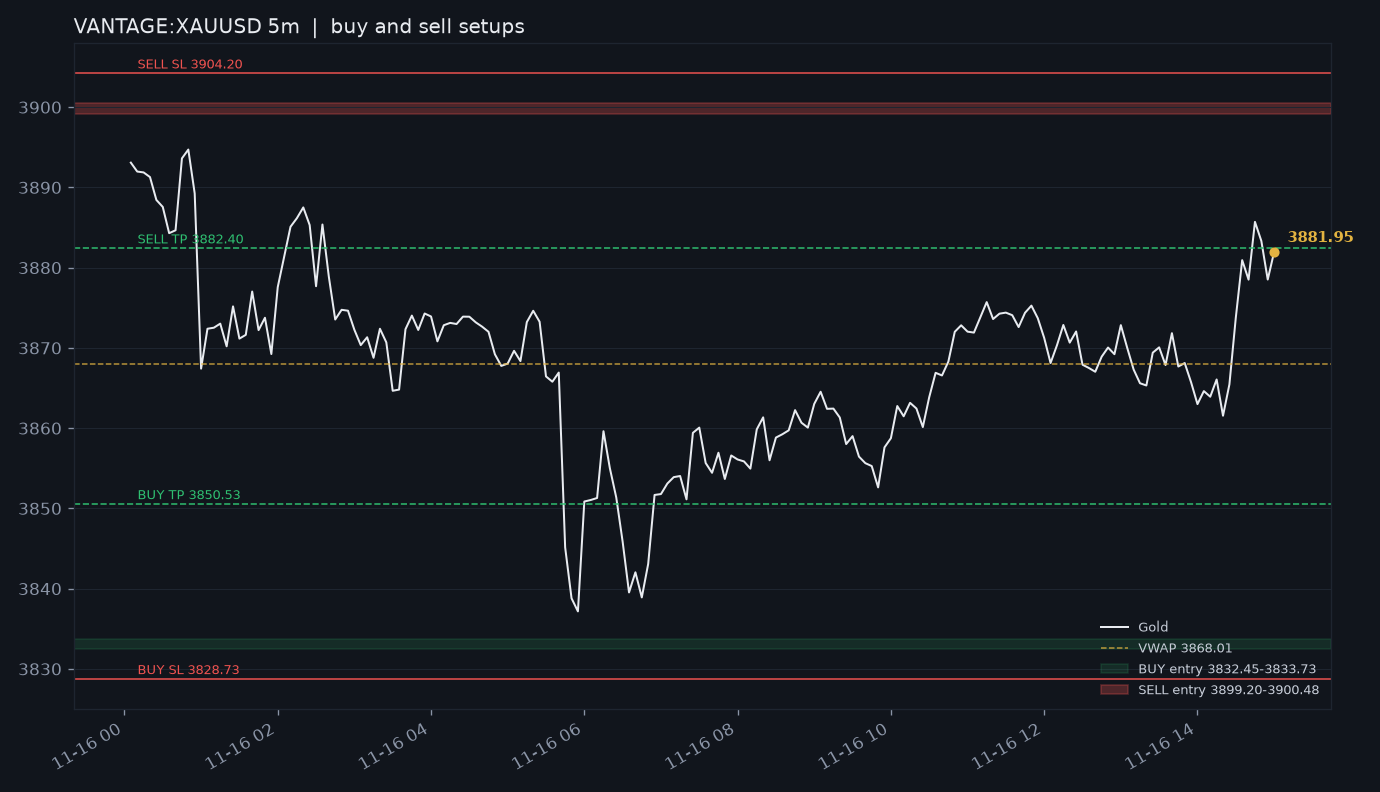 VANTAGE:XAUUSD 5m | buy and sell setups
SELL SL 3904.20
3900
3890
SELL TP 3882.40
3881.95
3880
3870
3860
BUY TP 3850.53
3850
3840
3830
BUY SL 3828.73
Gold
VWAP 3868.01
BUY entry 3832.45-3833.73
SELL entry 3899.20-3900.48
11-16 00
11-16 02
11-16 04
11-16 06
11-16 08
11-16 10
11-16 12
11-16 14